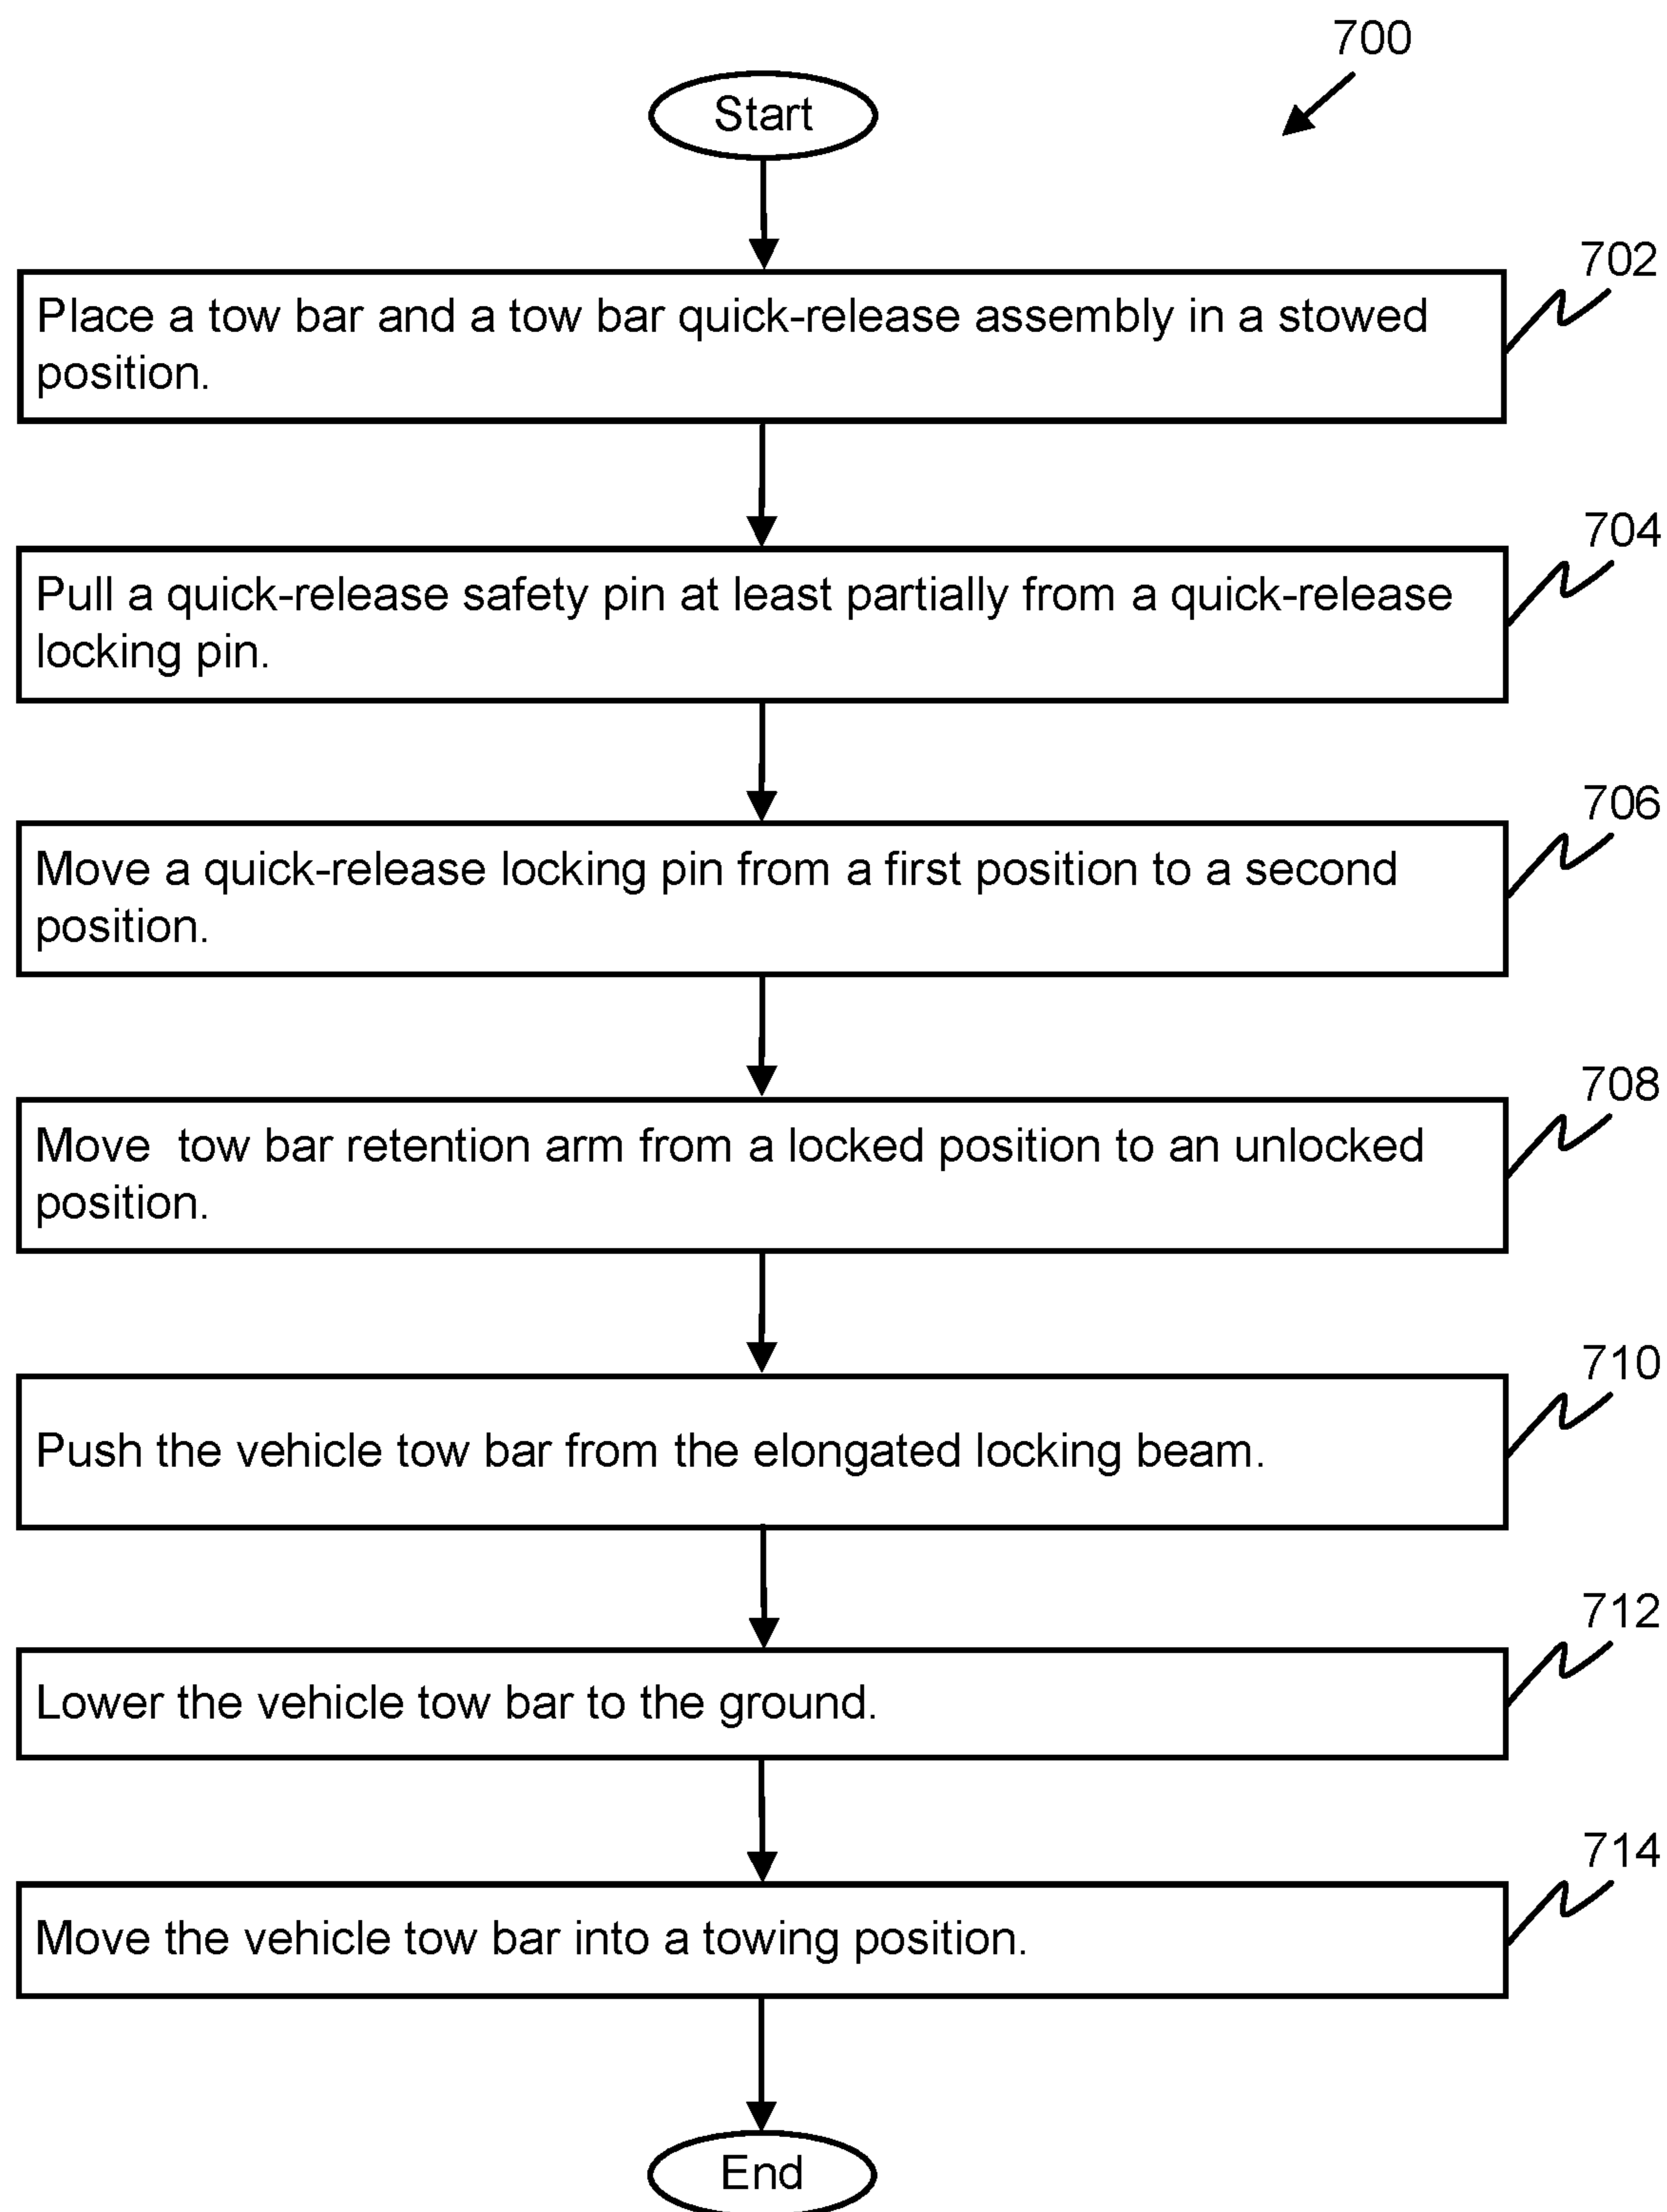 700
Start
702
Place a tow bar and a tow bar quick-release assembly in a stowed
position.
704
Pull a quick-release safety pin at least partially from a quick-release
locking pin.
706
Move a quick-release locking pin from a first position to a second
position.
708
Move  tow bar retention arm from a locked position to an unlocked
position.
710
Push the vehicle tow bar from the elongated locking beam.
712
Lower the vehicle tow bar to the ground.
714
Move the vehicle tow bar into a towing position.
End